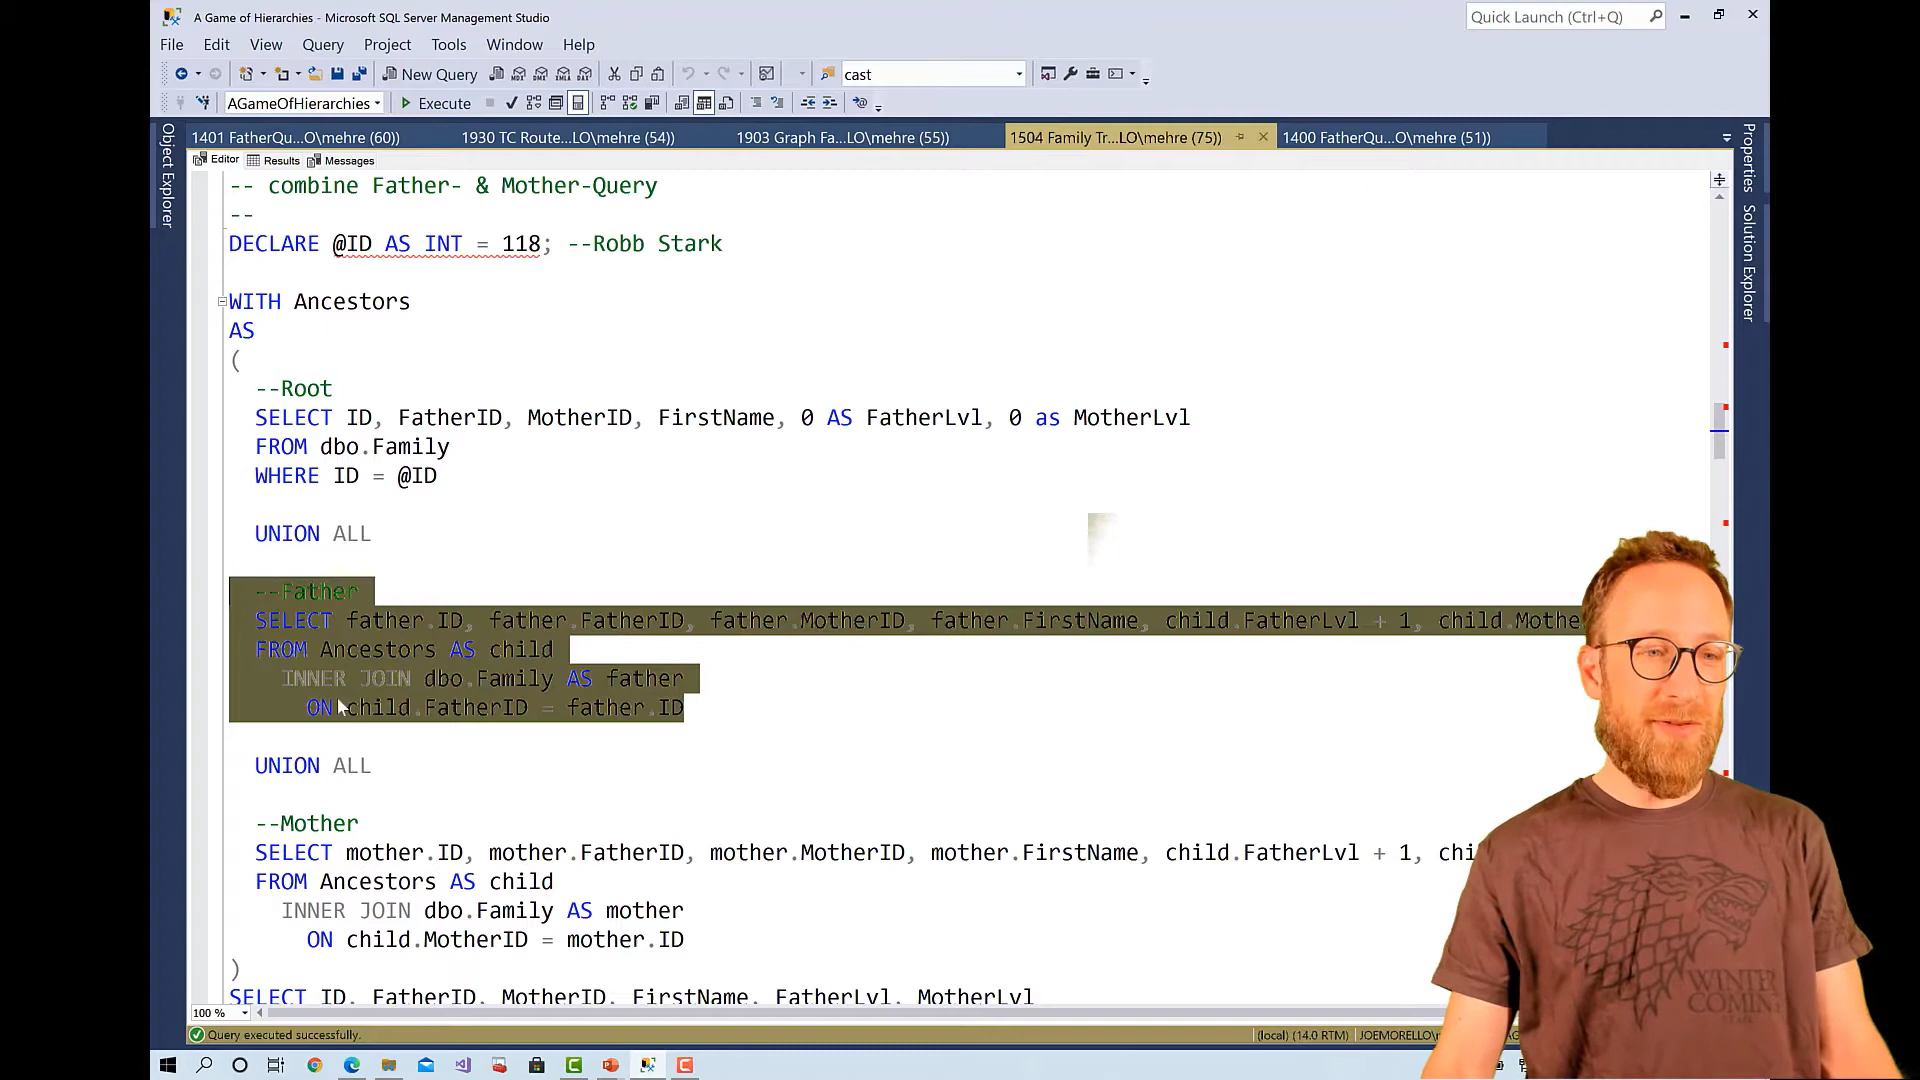 A Game of Hierarchies - Microsoft SQL Server Management Studio
Quick Launch (Ctrl+Q)
File Edit View Query Project Tools Window Help
New Query
cast
AGameOfHierarchies
Execute
1401 FatherQu...O\mehre (60))
1930 TC Route...LO\mehre (54))
1903 Graph Fa...LO\mehre (55))
1504 Family Tr...LO\mehre (75))
1400 FatherQu...O\mehre (51))
Object Explorer
Properties
Solution Explorer
Editor Results Messages
-- combine Father- & Mother-Query
--
DECLARE @ID AS INT = 118; --Robb Stark
WITH Ancestors
AS
(
--Root
SELECT ID, FatherID, MotherID, FirstName, 0 AS FatherLvl, 0 as MotherLvl
FROM dbo.Family
WHERE ID = @ID
UNION ALL
--Father
SELECT father.ID, father.FatherID, father.MotherID, father.FirstName, child.FatherLvl + 1, child.Mothe
FROM Ancestors AS child
INNER JOIN dbo.Family AS father
ON child.FatherID = father.ID
UNION ALL
--Mother
SELECT mother.ID, mother.FatherID, mother.MotherID, mother.FirstName, child.FatherLvl + 1, chi
FROM Ancestors AS child
INNER JOIN dbo.Family AS mother
ON child.MotherID = mother.ID
)
SELECT ID, FatherID, MotherID, FirstName, FatherLvl, MotherLvl
WINTER
COMING
100 %
Query executed successfully.
(local) (14.0 RTM)
JOEMORELLO\